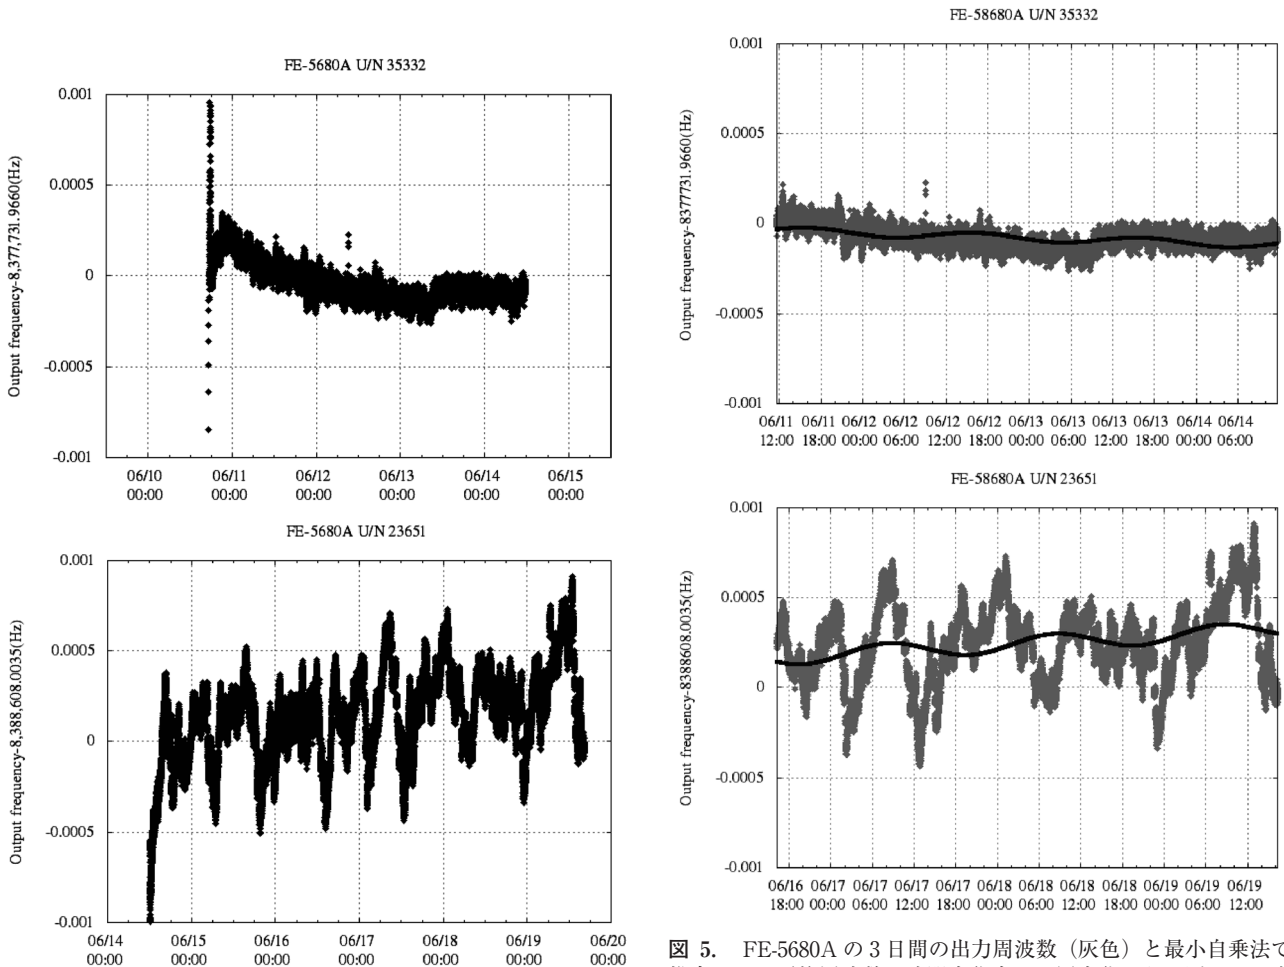 FE-5680A U/N 35332
0.001
0.0005
0
-0.0005
-0.001
Output frequency-8,377,731.9660(Hz)
06/10 06/11 06/12 06/13 06/14 06/15
00:00 00:00 00:00 00:00 00:00 00:00
FE-5680A U/N 23651
0.001
0.0005
0
-0.0005
-0.001
Output frequency-8,388,608.0035(Hz)
06/14 06/15 06/16 06/17 06/18 06/19 06/20
00:00 00:00 00:00 00:00 00:00 00:00 00:00
FE-58680A U/N 35332
0.001
0.0005
0
-0.0005
-0.001
Output frequency-8377731.9660(Hz)
06/11 06/11 06/12 06/12 06/12 06/12 06/13 06/13 06/13 06/13 06/14 06/14
12:00 18:00 00:00 06:00 12:00 18:00 00:00 06:00 12:00 18:00 00:00 06:00
FE-58680A U/N 23651
0.001
0.0005
0
-0.0005
-0.001
Output frequency-8388608.0035(Hz)
06/16 06/17 06/17 06/17 06/17 06/18 06/18 06/18 06/18 06/19 06/19 06/19
18:00 00:00 06:00 12:00 18:00 00:00 06:00 12:00 18:00 00:00 06:00 12:00
図 5. FE-5680A の 3 日間の出力周波数（灰色）と最小自乗法で